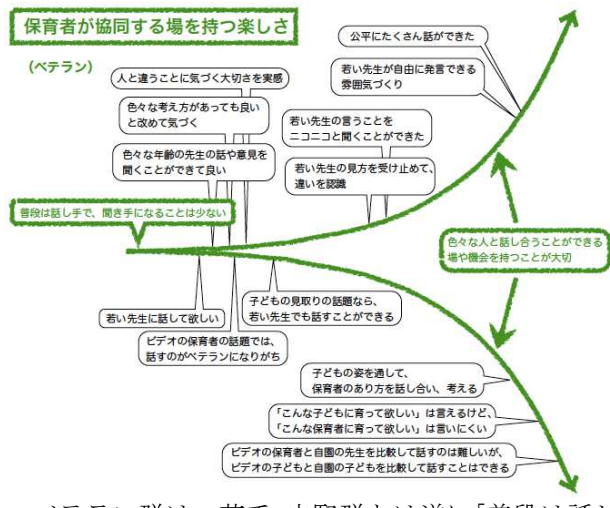 保育者が協同する場を持つ楽しさ
（ベテラン）
人と違うことに気づく大切さを実感
色々な考え方があっても良い
と改めて気づく
色々な年齢の先生の話や意見を
聞くことができて良い
普段は話し手で、聞き手になることは少ない
公平にたくさん話ができた
若い先生が自由に発言できる
雰囲気づくり
若い先生の言うことを
ニコニコと聞くことができた
若い先生の見方を受け止めて、
違いを認識
色々な人と話し合うことができる
場や機会を持つことが大切
若い先生に話して欲しい
子どもの見取りの話題なら、
若い先生でも話すことができる
ビデオの保育者の話題では、
話すのがベテランになりがち
子どもの姿を通して、
保育者のあり方を話し合い、考える
「こんな子どもに育って欲しい」は言えるけど、
「こんな保育者に育って欲しい」は言いにくい
ビデオの保育者と自園の先生を比較して話すのは難しいが、
ビデオの子どもと自園の子どもを比較して話すことはできる